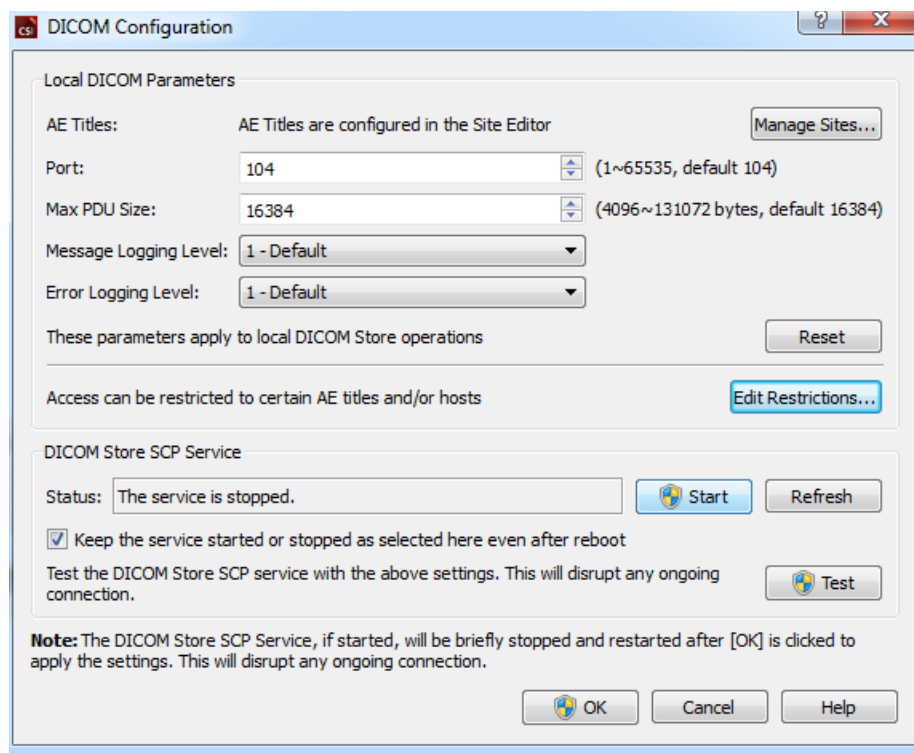 CSI DICOM Configuration
Local DICOM Parameters
AE Titles: AE Titles are configured in the Site Editor Manage Sites...
Port: 104 (1~65535, default 104)
Max PDU Size: 16384 (4096~131072 bytes, default 16384)
Message Logging Level: 1 - Default
Error Logging Level: 1 - Default
These parameters apply to local DICOM Store operations Reset
Access can be restricted to certain AE titles and/or hosts Edit Restrictions...
DICOM Store SCP Service
Status: The service is stopped. Start Refresh
Keep the service started or stopped as selected here even after reboot
Test the DICOM Store SCP service with the above settings. This will disrupt any ongoing
connection. Test
Note: The DICOM Store SCP Service, if started, will be briefly stopped and restarted after [OK] is clicked to
apply the settings. This will disrupt any ongoing connection.
OK Cancel Help